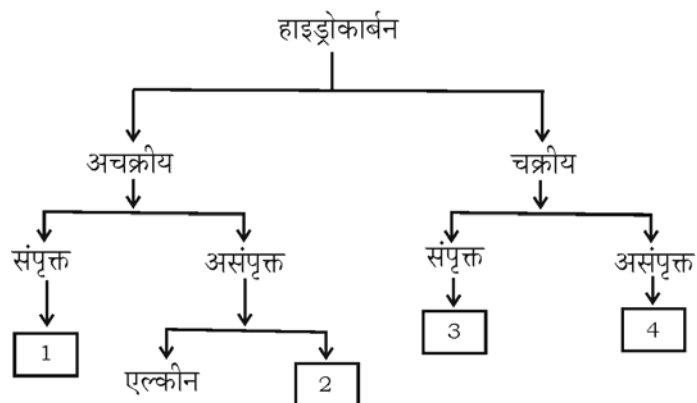 हाइड्रोकार्बन
अचक्रीय चक्रीय
संपृक्त असंपृक्त संपृक्त असंपृक्त
1 3 4
एल्कीन 2